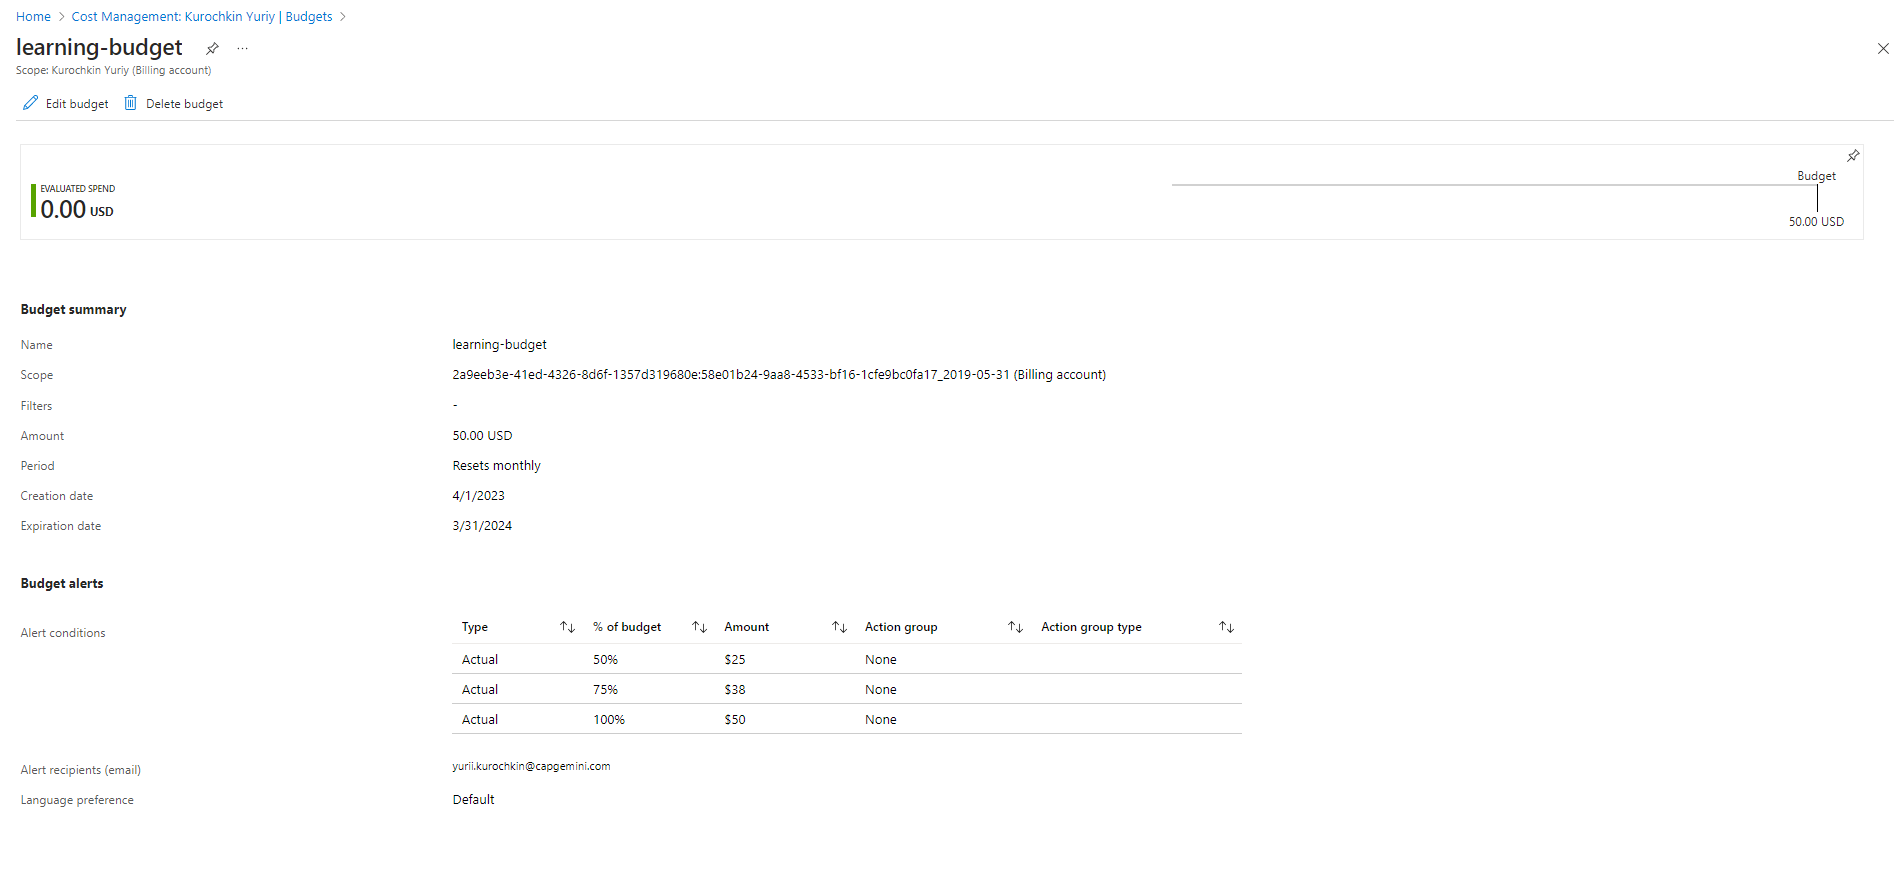 Home > Cost Management: Kurochkin Yuriy | Budgets >
learning-budget ...
Scope: Kurochkin Yuriy (Billing account)
Edit budget Delete budget
Budget
EVALUATED SPEND
0.00 USD
50.00 USD
Budget summary
Name learning-budget
Scope 2a9eeb3e-41ed-4326-8d6f-1357d319680e:58e01b24-9aa8-4533-bf16-1cfe9bc0fa17_2019-05-31 (Billing account)
Filters -
Amount 50.00 USD
Period Resets monthly
Creation date 4/1/2023
Expiration date 3/31/2024
Budget alerts
Alert conditions
Type % of budget Amount Action group Action group type
Actual 50% $25 None
Actual 75% $38 None
Actual 100% $50 None
Alert recipients (email) yurii.kurochkin@capgemini.com
Language preference Default